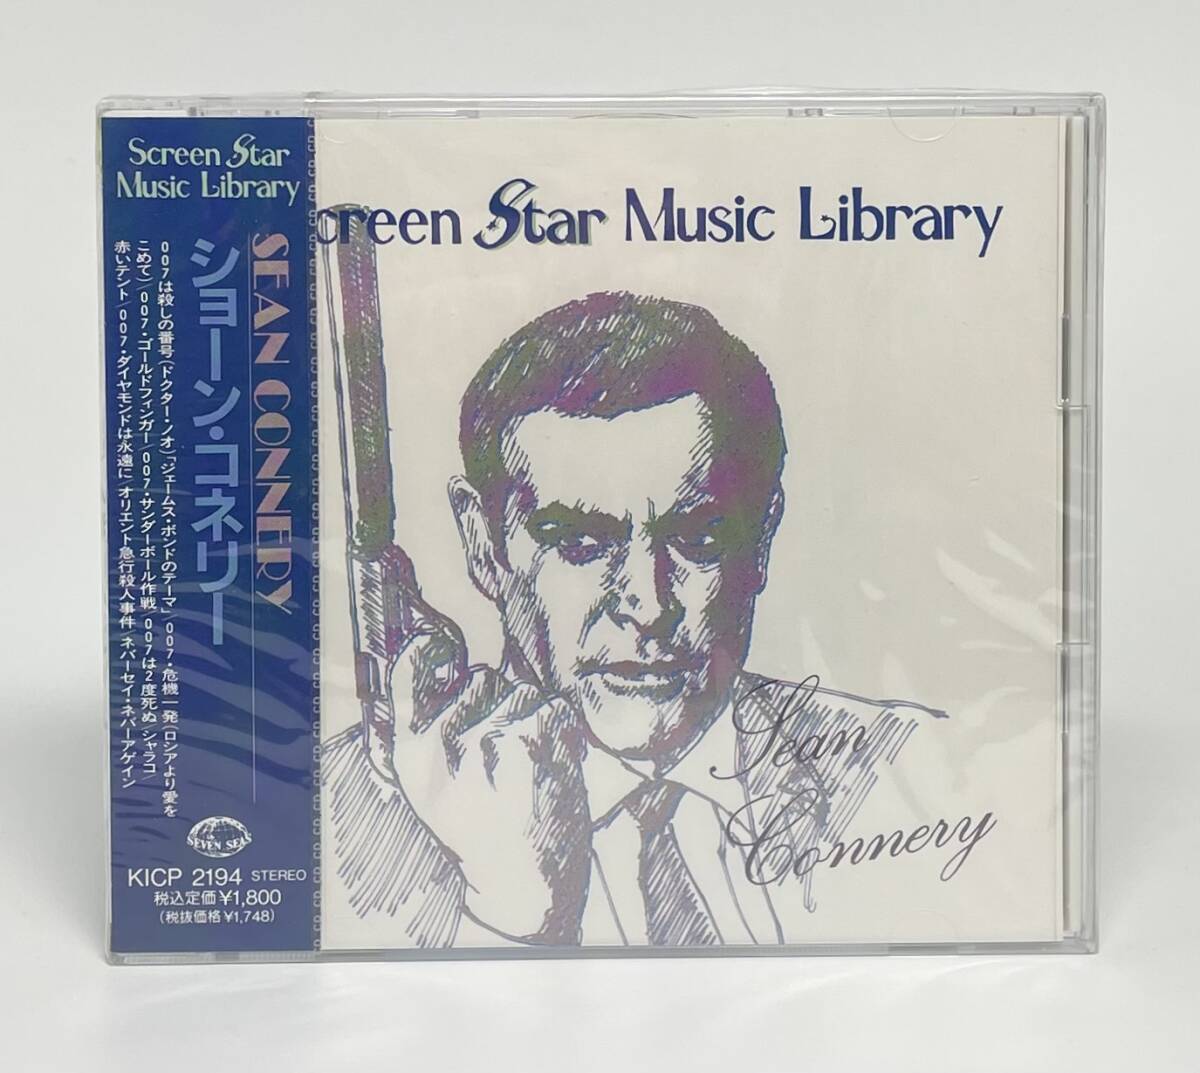 Screen Star
Music Library
SEAN CONNERY
ショーン・コネリー
007は殺しの番号(ドクター・ノオ)「ジェームス・ボンドのテーマ」/007・危機一発(ロシアより愛を
こめて)/007・ゴールドフィンガー/007・サンダーボール作戦/007は2度死ぬ/シャラコ/
赤いテント/007・ダイヤモンドは永遠に/オリエント急行殺人事件/ネバーセイ・ネバーアゲイン
SEVEN SEAS
KICP 2194 STEREO
税込定価¥1,800
(税抜価格¥1,748)
creen Star Music Library
Sean
Connery